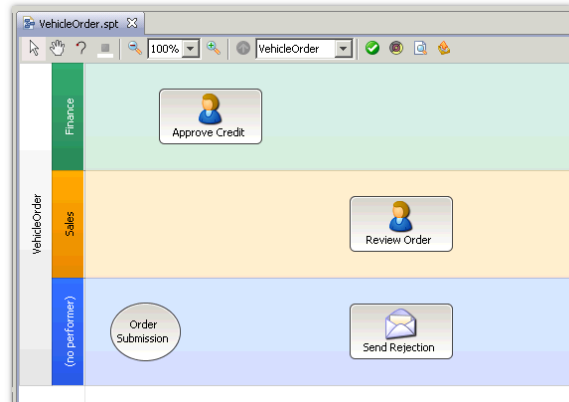 VehicleOrder.spt
100%
VehicleOrder
VehicleOrder
Finance
Approve Credit
Sales
Review Order
(no performer)
Order
Submission
Send Rejection